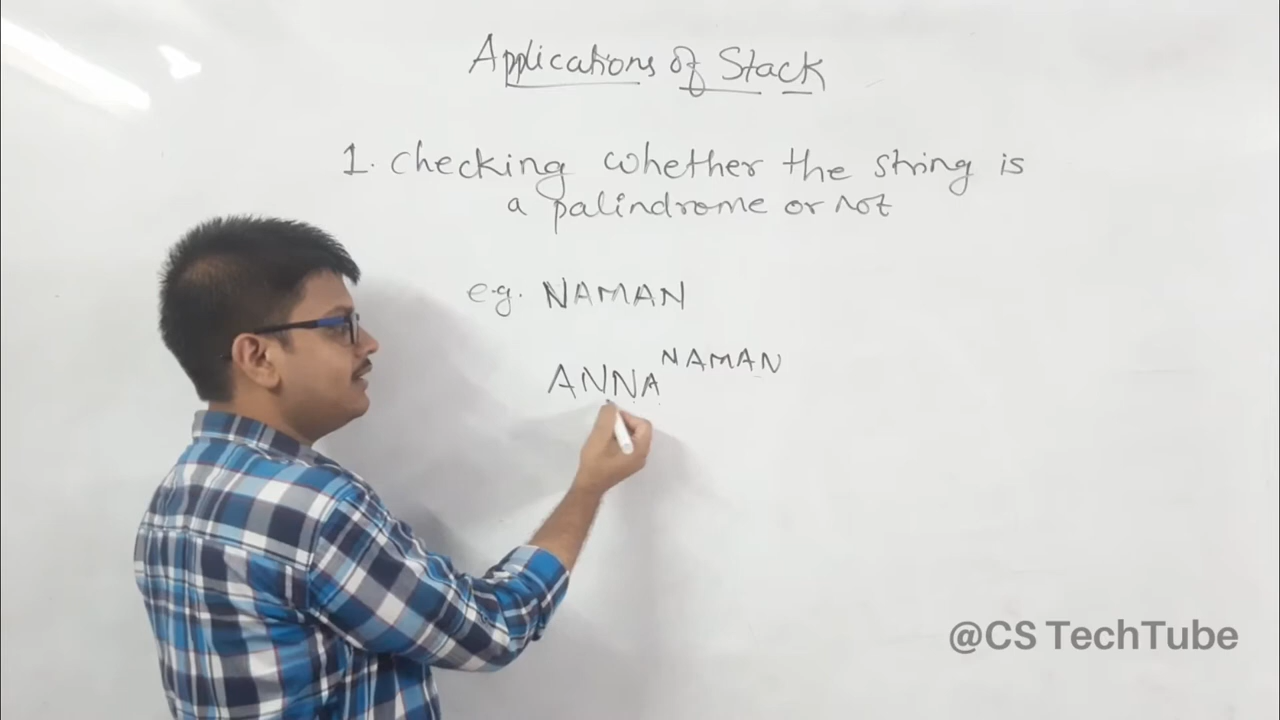 Applications of Stack
1. checking whether the string is
a palindrome or not
e.g. NAMAN
NAMAN
ANNA
@CS TechTube